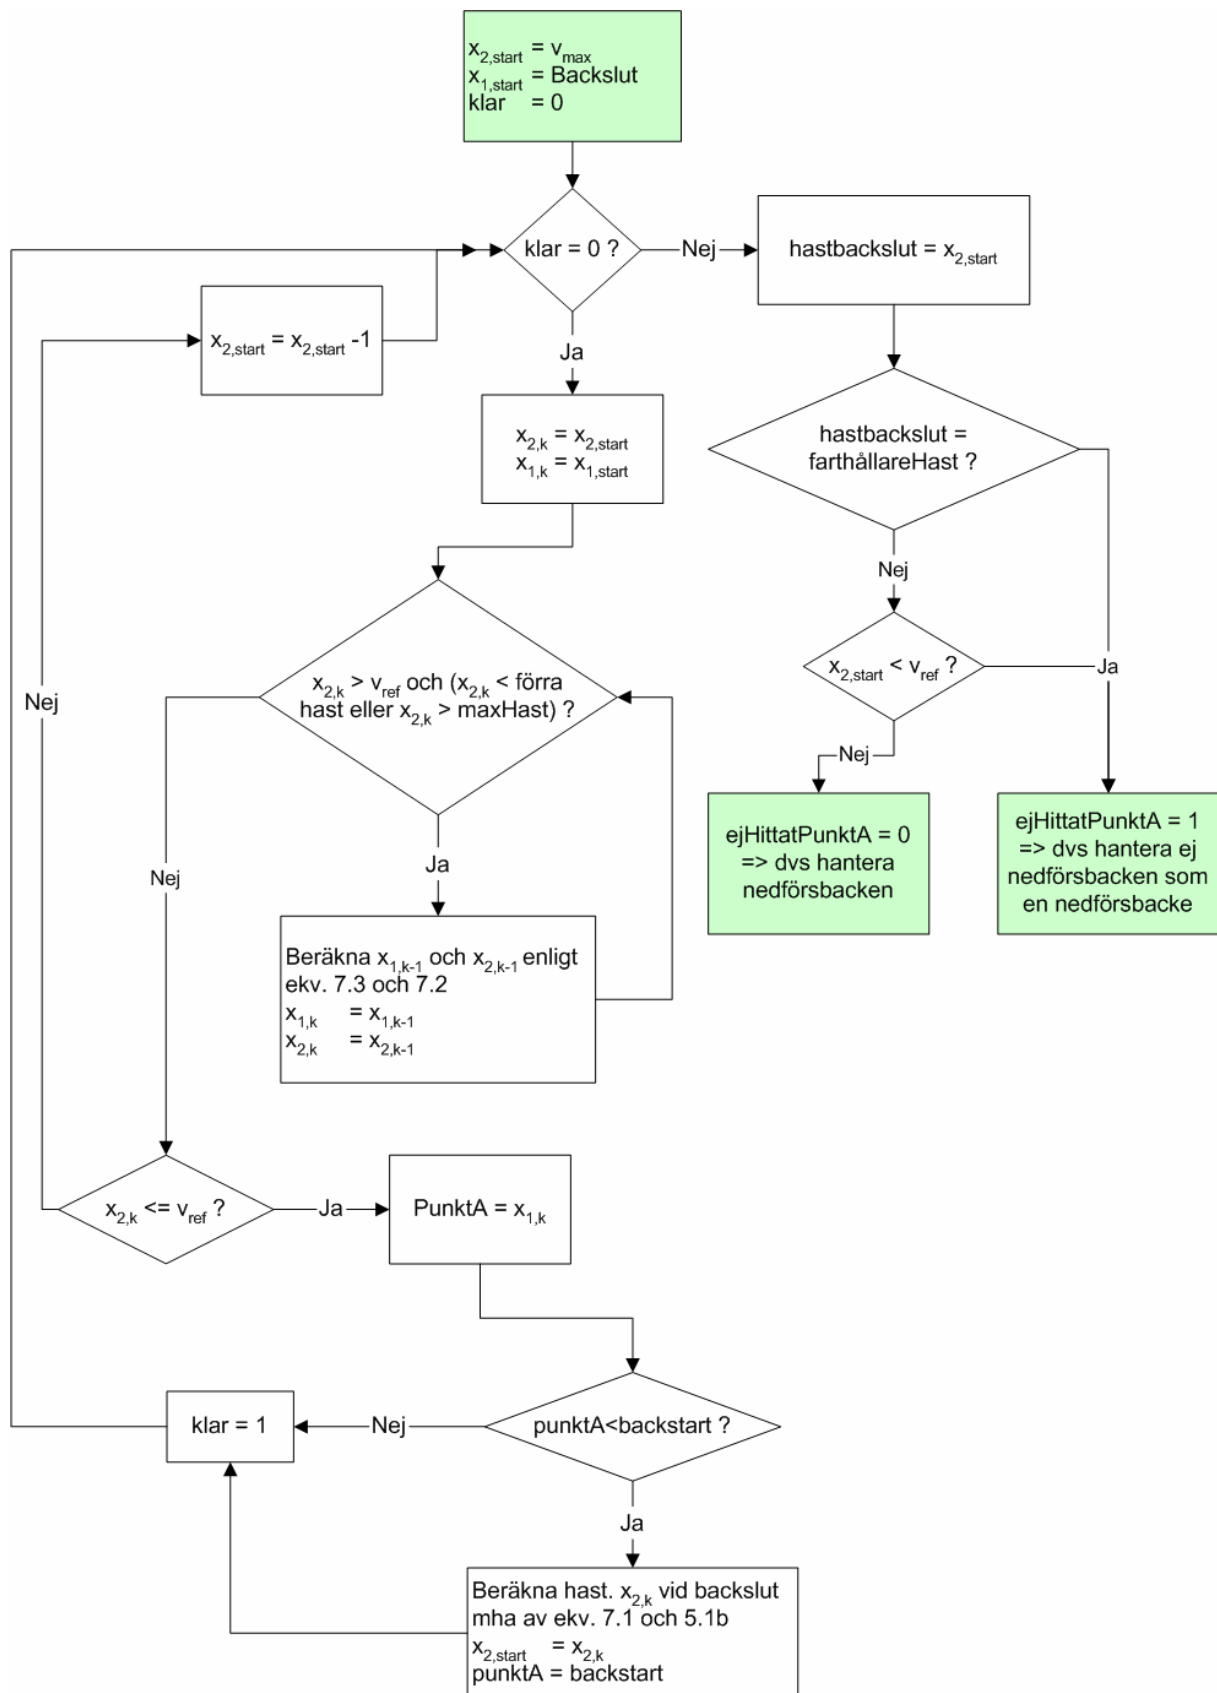 x2,start = vmax
x1,start = Backslut
klar = 0
klar = 0 ?
Nej
hastbackslut = x2,start
x2,start = x2,start -1
Ja
x2,k = x2,start
x1,k = x1,start
hastbackslut =
farthållareHast ?
Nej
x2,start < vref ?
Ja
Nej
x2,k > vref och (x2,k < förra
hast eller x2,k > maxHast) ?
Nej
ejHittatPunktA = 0
=> dvs hantera
nedförsbacken
ejHittatPunktA = 1
=> dvs hantera ej
nedförsbacken som
en nedförsbacke
Ja
Nej
Beräkna x1,k-1 och x2,k-1 enligt
ekv. 7.3 och 7.2
x1,k = x1,k-1
x2,k = x2,k-1
x2,k <= vref ?
Ja
PunktA = x1,k
klar = 1
Nej
punktA<backstart ?
Ja
Beräkna hast. x2,k vid backslut
mha av ekv. 7.1 och 5.1b
x2,start = x2,k
punktA = backstart